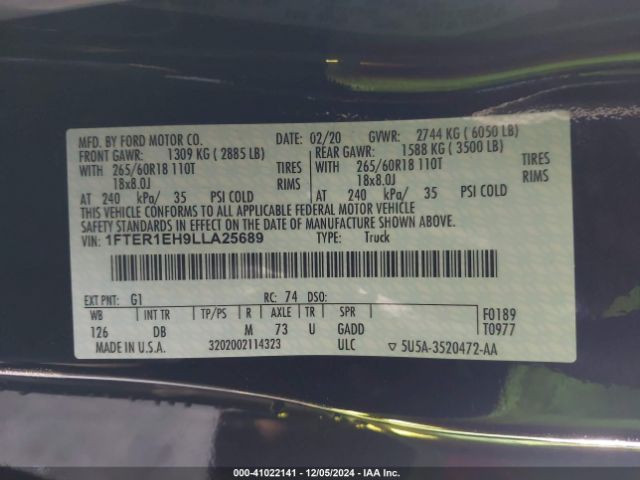 MFD. BY FORD MOTOR CO. DATE: 02/20 GVWR: 2744 KG ( 6050 LB)
FRONT GAWR: 1309 KG ( 2885 LB) REAR GAWR: 1588 KG ( 3500 LB)
WITH 265/60R18 110T TIRES WITH 265/60R18 110T TIRES
18x8.0J RIMS 18x8.0J RIMS
AT 240 kPa/ 35 PSI COLD AT 240 kPa/ 35 PSI COLD
THIS VEHICLE CONFORMS TO ALL APPLICABLE FEDERAL MOTOR VEHICLE
SAFETY STANDARDS IN EFFECT ON THE DATE OF MANUFACTURE SHOWN ABOVE.
VIN: 1FTER1EH9LLA25689 TYPE: Truck
EXT PNT: G1 RC: 74 DSO:
WB INT TR TP/PS R AXLE TR SPR F0189
126 DB M 73 U GADD T0977
MADE IN U.S.A. 3202002114323 ULC ▽ 5U5A-3520472-AA
000-41022141 - 12/05/2024 - IAA Inc.